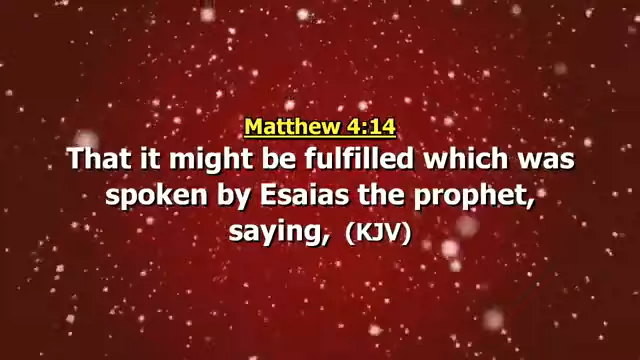 Matthew 4:14
That it might be fulfilled which was
spoken by Esaias the prophet,
saying, (KJV)